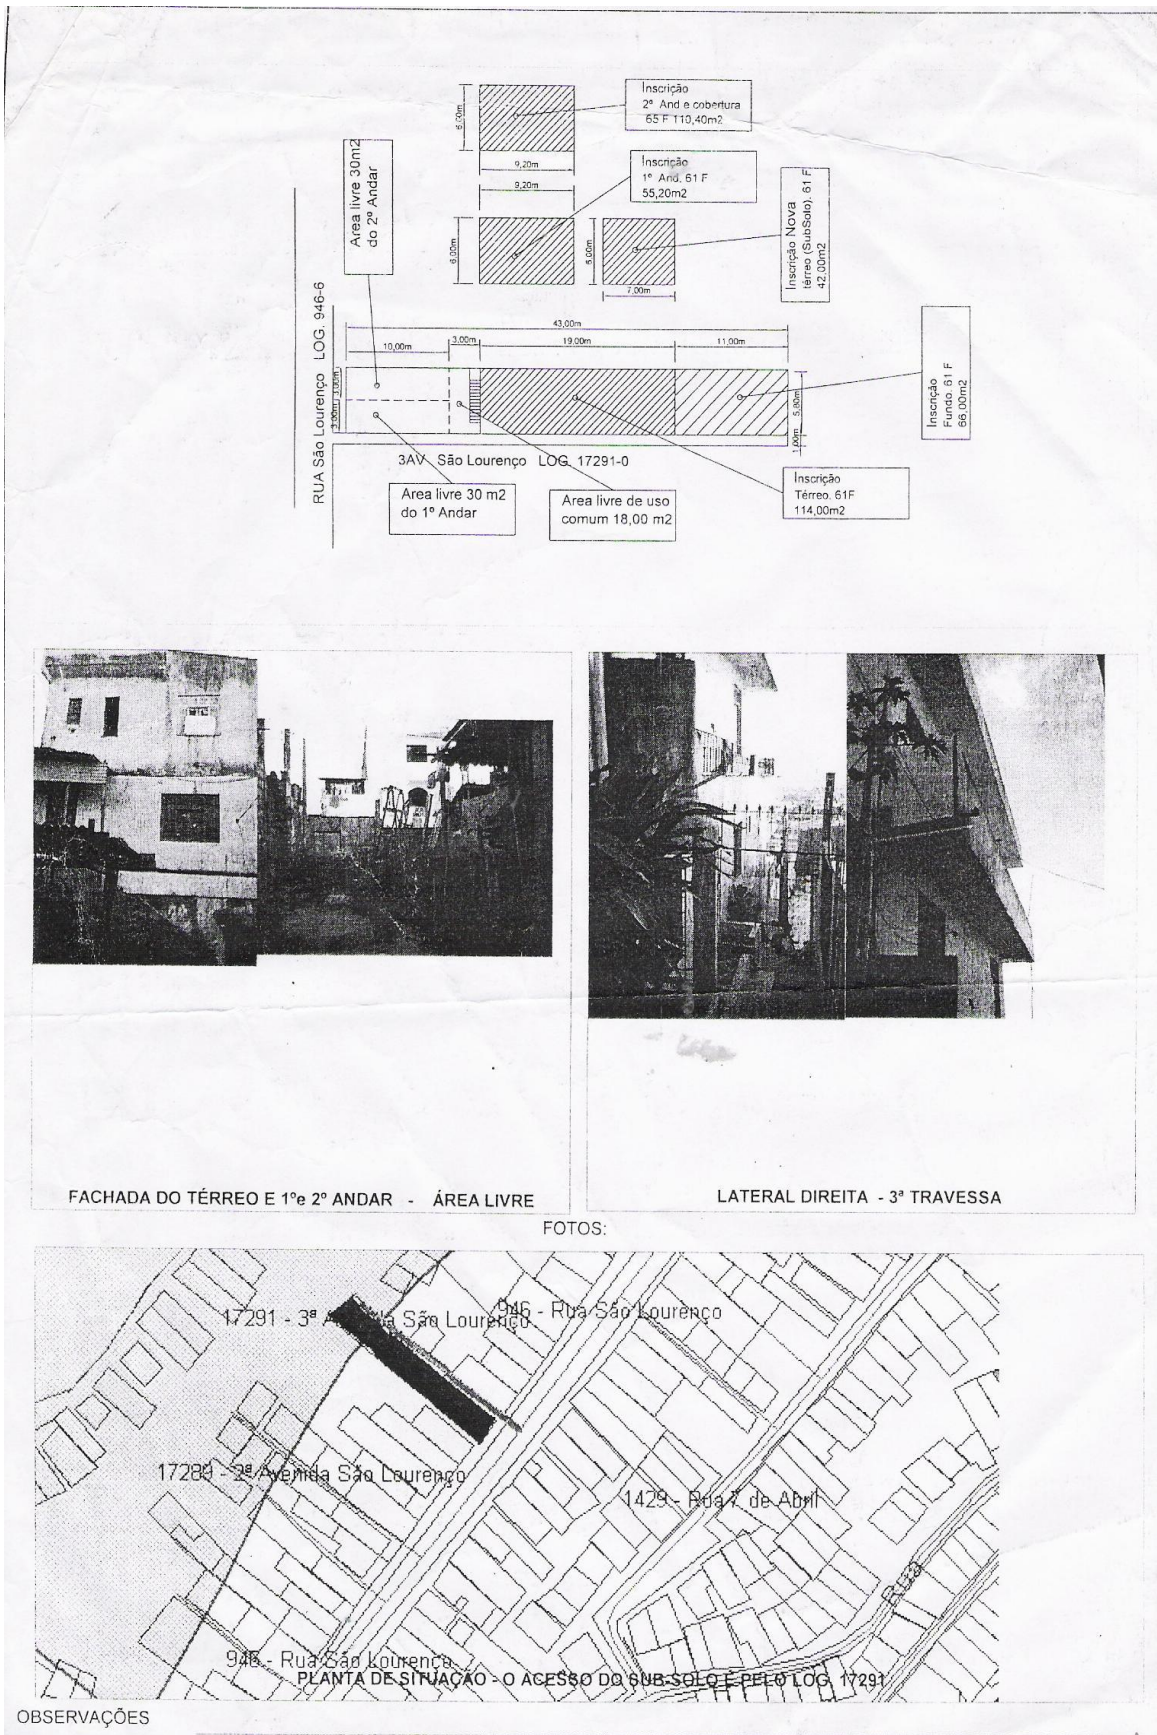 Inscrição
2ª And e cobertura
65 F 110,40m2
6,00m
9,20m
Area livre 30m2
do 2º Andar
9,20m
Inscrição
1º And. 61 F
55,20m2
6,00m
7,00m
Inscrição Nova
térreo (SubSolo). 61 F
42,00m2
RUA São Lourenço LOG. 946-6
43,00m
10,00m
3,00m
19,00m
11,00m
3,00m
3,00m
5,80m
1,00m
Inscrição
Fundo. 61 F
66,00m2
3AV São Lourenço LOG. 17291-0
Area livre 30 m2
do 1º Andar
Area livre de uso
comum 18,00 m2
Inscrição
Térreo. 61F
114,00m2
FACHADA DO TÉRREO E 1ºe 2º ANDAR - ÁREA LIVRE
LATERAL DIREITA - 3ª TRAVESSA
FOTOS:
17291 - 3ª A da São Lourenço
946 - Rua São Lourenço
17289 - 2ª Avenida São Lourenço
1429 - Rua 7 de Abril
Rua
946 - Rua São Lourenço
PLANTA DE SITUAÇÃO - O ACESSO DO SUB-SOLO É PELO LOG. 17291
OBSERVAÇÕES